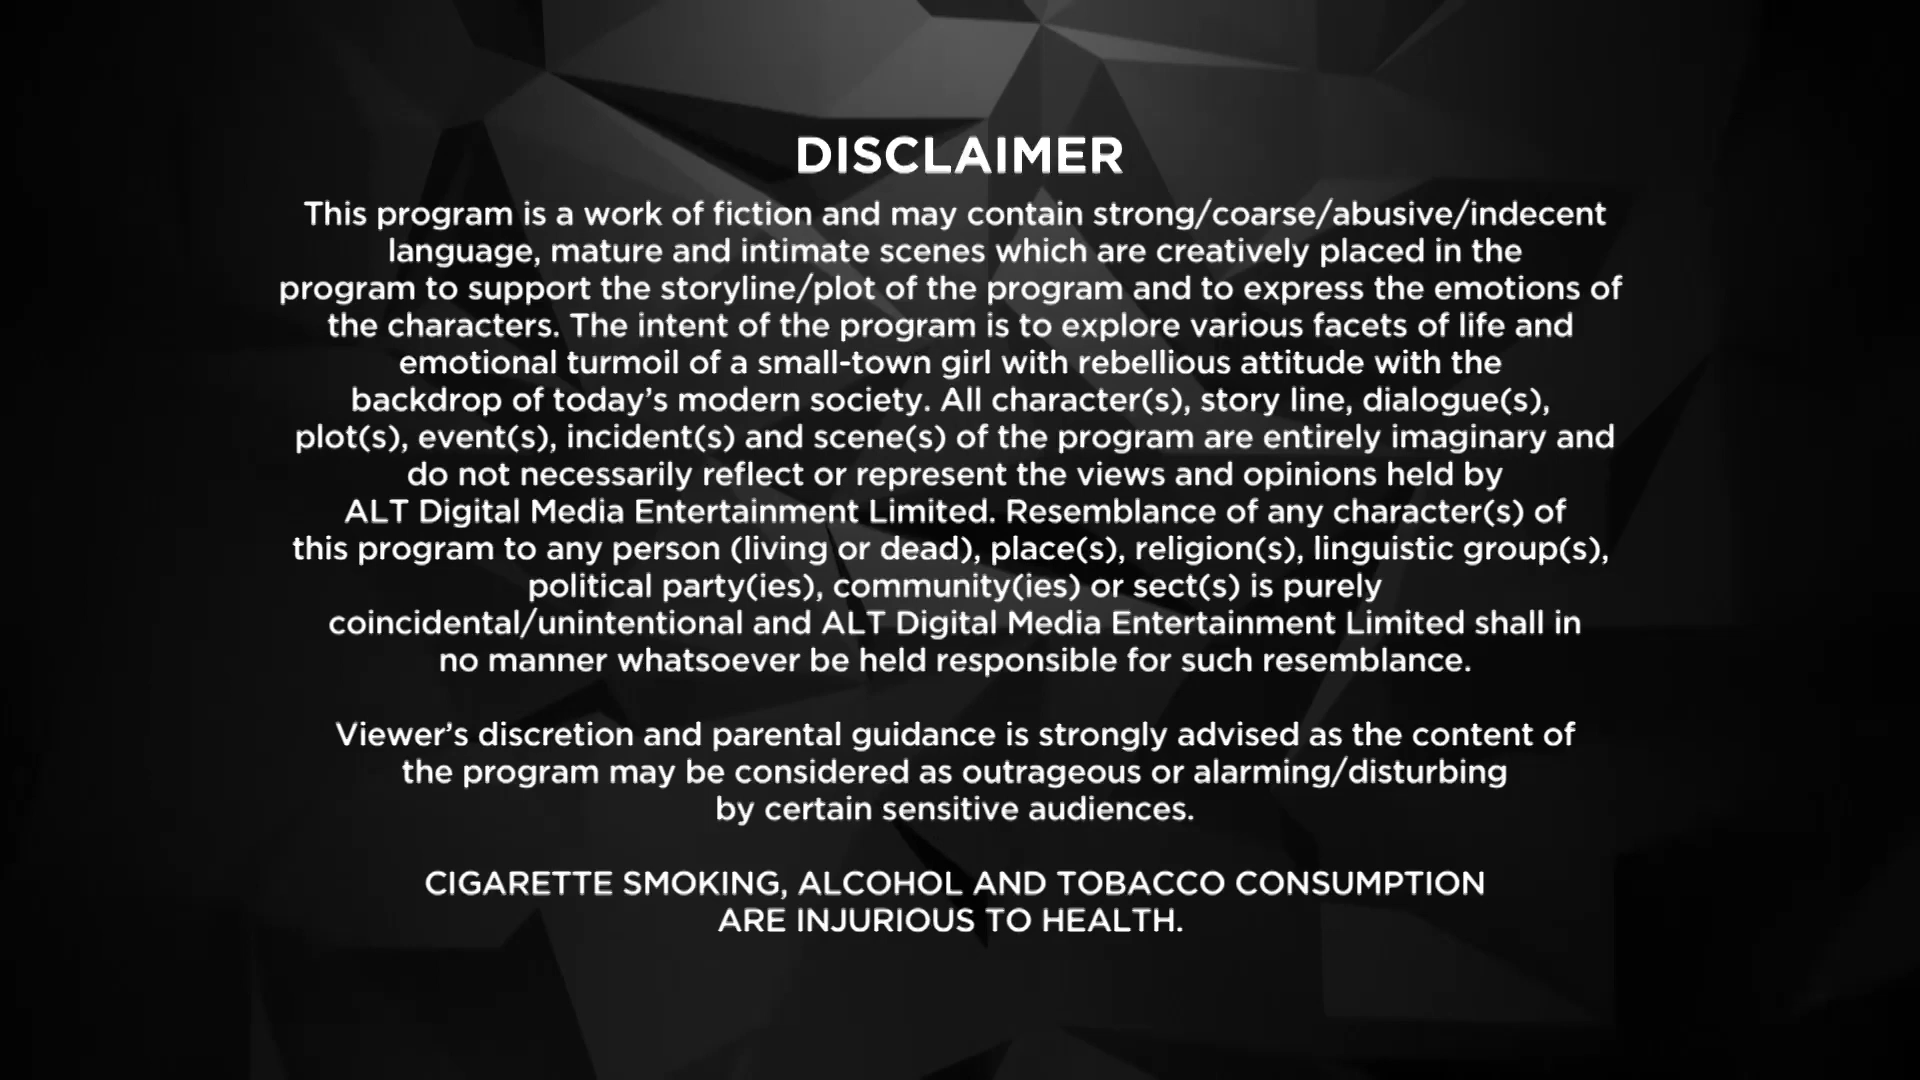 DISCLAIMER
This program is a work of fiction and may contain strong/coarse/abusive/indecent
language, mature and intimate scenes which are creatively placed in the
program to support the storyline/plot of the program and to express the emotions of
the characters. The intent of the program is to explore various facets of life and
emotional turmoil of a small-town girl with rebellious attitude with the
backdrop of today’s modern society. All character(s), story line, dialogue(s),
plot(s), event(s), incident(s) and scene(s) of the program are entirely imaginary and
do not necessarily reflect or represent the views and opinions held by
ALT Digital Media Entertainment Limited. Resemblance of any character(s) of
this program to any person (living or dead), place(s), religion(s), linguistic group(s),
political party(ies), community(ies) or sect(s) is purely
coincidental/unintentional and ALT Digital Media Entertainment Limited shall in
no manner whatsoever be held responsible for such resemblance.
Viewer’s discretion and parental guidance is strongly advised as the content of
the program may be considered as outrageous or alarming/disturbing
by certain sensitive audiences.
CIGARETTE SMOKING, ALCOHOL AND TOBACCO CONSUMPTION
ARE INJURIOUS TO HEALTH.